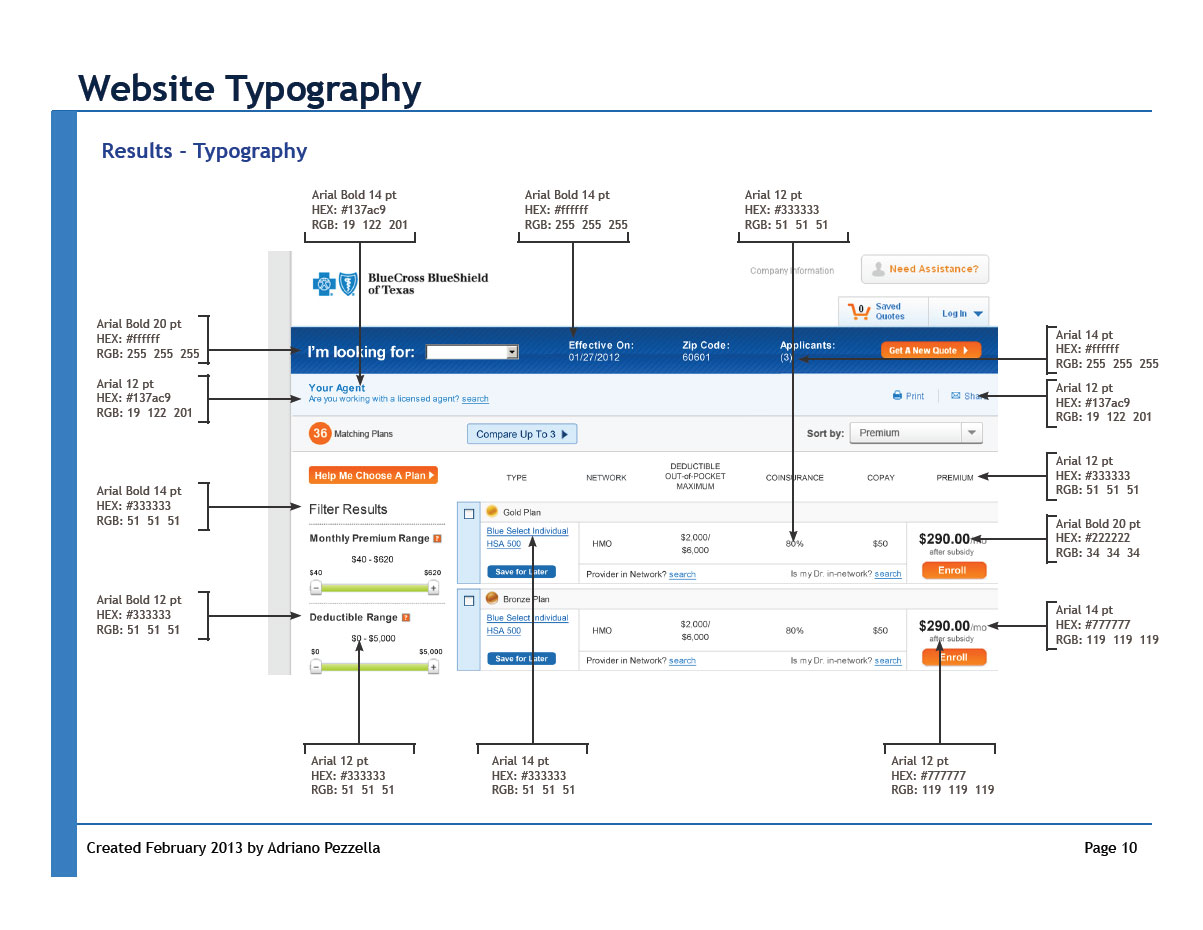 Website Typography
Results – Typography
Arial Bold 14 pt
HEX: #137ac9
RGB: 19 122 201
Arial Bold 14 pt
HEX: #ffffff
RGB: 255 255 255
Arial 12 pt
HEX: #333333
RGB: 51 51 51
Arial Bold 20 pt
HEX: #ffffff
RGB: 255 255 255
Arial 12 pt
HEX: #137ac9
RGB: 19 122 201
Arial Bold 14 pt
HEX: #333333
RGB: 51 51 51
Arial Bold 12 pt
HEX: #333333
RGB: 51 51 51
BlueCross BlueShield
of Texas
Company Information
Need Assistance?
0 Saved
Quotes
Log In
I'm looking for:
Effective On:
01/27/2012
Zip Code:
60601
Applicants:
(3)
Get A New Quote
Your Agent
Are you working with a licensed agent? search
Print
Share
36 Matching Plans
Compare Up To 3
Sort by: Premium
Help Me Choose A Plan
TYPE
NETWORK
DEDUCTIBLE
OUT-of-POCKET
MAXIMUM
COINSURANCE
COPAY
PREMIUM
Filter Results
Monthly Premium Range ?
$40 - $620
$40 $620
Deductible Range ?
$0 - $5,000
$0 $5,000
Gold Plan
Blue Select Individual
HSA 500
Save for Later
HMO
$2,000/
$6,000
80%
$50
$290.00/mo
after subsidy
Enroll
Provider in Network? search
Is my Dr. in-network? search
Bronze Plan
Blue Select Individual
HSA 500
Save for Later
HMO
$2,000/
$6,000
80%
$50
$290.00/mo
after subsidy
Enroll
Provider in Network? search
Is my Dr. in-network? search
Arial 14 pt
HEX: #ffffff
RGB: 255 255 255
Arial 12 pt
HEX: #137ac9
RGB: 19 122 201
Arial 12 pt
HEX: #333333
RGB: 51 51 51
Arial Bold 20 pt
HEX: #222222
RGB: 34 34 34
Arial 14 pt
HEX: #777777
RGB: 119 119 119
Arial 12 pt
HEX: #333333
RGB: 51 51 51
Arial 14 pt
HEX: #333333
RGB: 51 51 51
Arial 12 pt
HEX: #777777
RGB: 119 119 119
Created February 2013 by Adriano Pezzella
Page 10